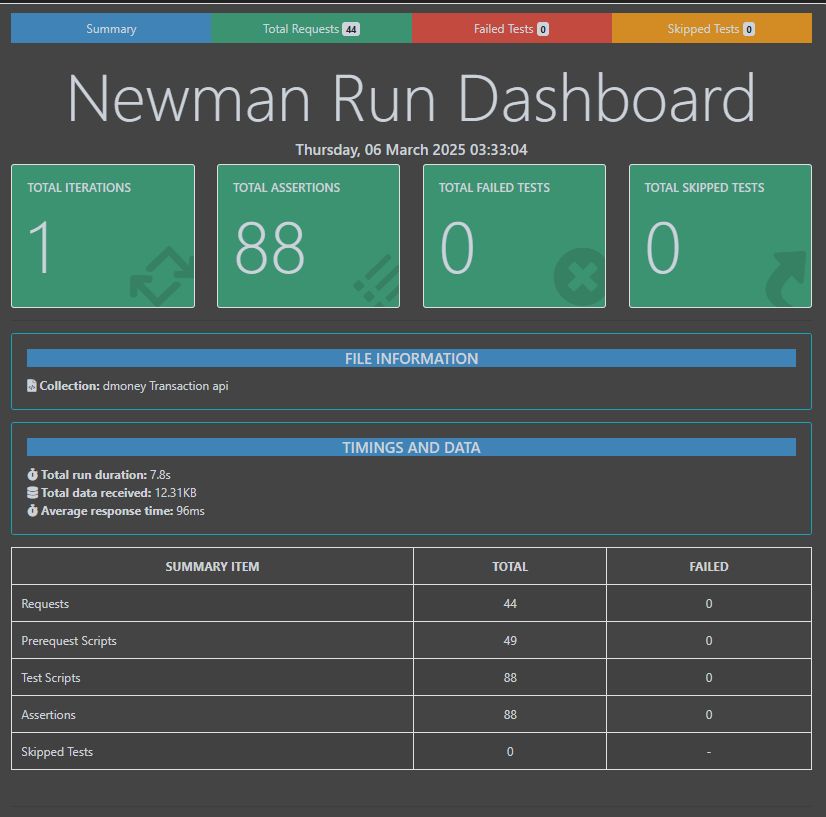 Summary Total Requests 44 Failed Tests 0 Skipped Tests 0
Newman Run Dashboard
Thursday, 06 March 2025 03:33:04
TOTAL ITERATIONS TOTAL ASSERTIONS TOTAL FAILED TESTS TOTAL SKIPPED TESTS
1 88 0 0
FILE INFORMATION
Collection: dmoney Transaction api
TIMINGS AND DATA
Total run duration: 7.8s
Total data received: 12.31KB
Average response time: 96ms
SUMMARY ITEM TOTAL FAILED
Requests 44 0
Prerequest Scripts 49 0
Test Scripts 88 0
Assertions 88 0
Skipped Tests 0 -